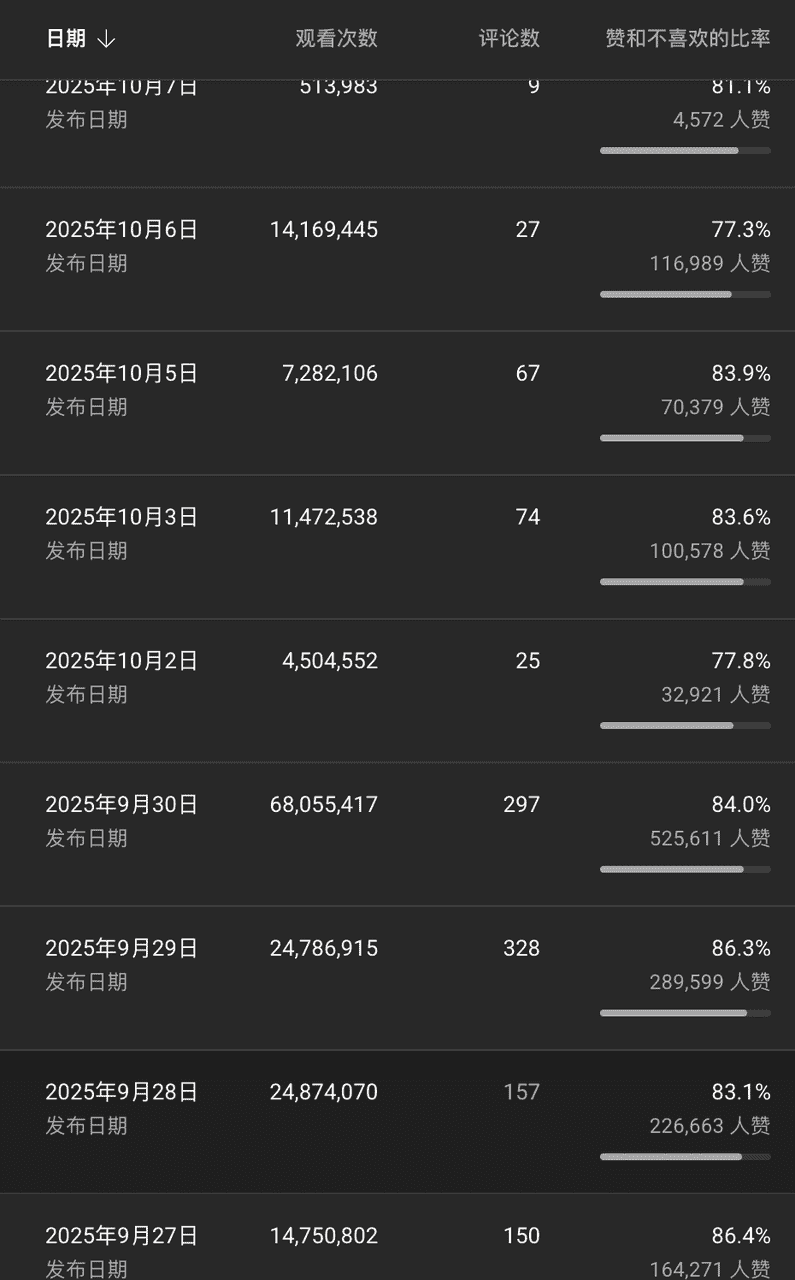 日期 ↓ 观看次数 评论数 赞和不喜欢的比率
2025年10月7日 513,983 9 81.1%
发布日期 4,572 人赞
2025年10月6日 14,169,445 27 77.3%
发布日期 116,989 人赞
2025年10月5日 7,282,106 67 83.9%
发布日期 70,379 人赞
2025年10月3日 11,472,538 74 83.6%
发布日期 100,578 人赞
2025年10月2日 4,504,552 25 77.8%
发布日期 32,921 人赞
2025年9月30日 68,055,417 297 84.0%
发布日期 525,611 人赞
2025年9月29日 24,786,915 328 86.3%
发布日期 289,599 人赞
2025年9月28日 24,874,070 157 83.1%
发布日期 226,663 人赞
2025年9月27日 14,750,802 150 86.4%
发布日期 164,271 人赞